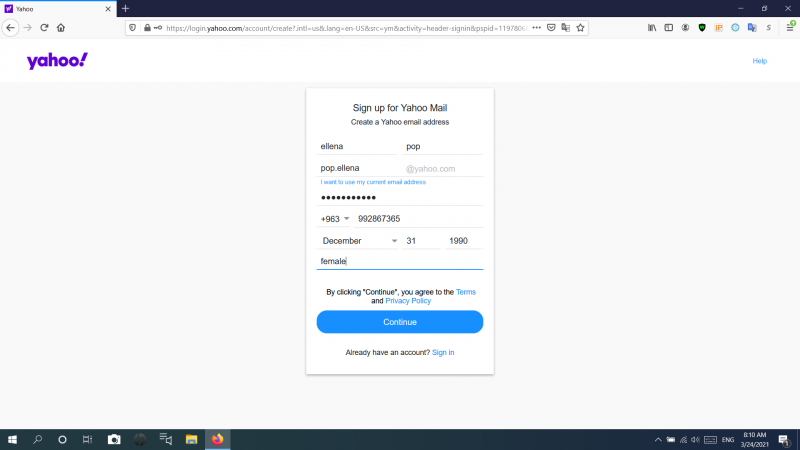 Yahoo
https://login.yahoo.com/account/create?.intl=us&.lang=en-US&src=ym&activity=header-signin&pspid=119780
yahoo!
Help
Sign up for Yahoo Mail
Create a Yahoo email address
ellena pop
pop.ellena @yahoo.com
I want to use my current email address
●●●●●●●●●●●
+963 992867365
December 31 1990
female
By clicking "Continue", you agree to the Terms
and Privacy Policy
Continue
Already have an account? Sign in
ENG
8:10 AM
3/24/2021